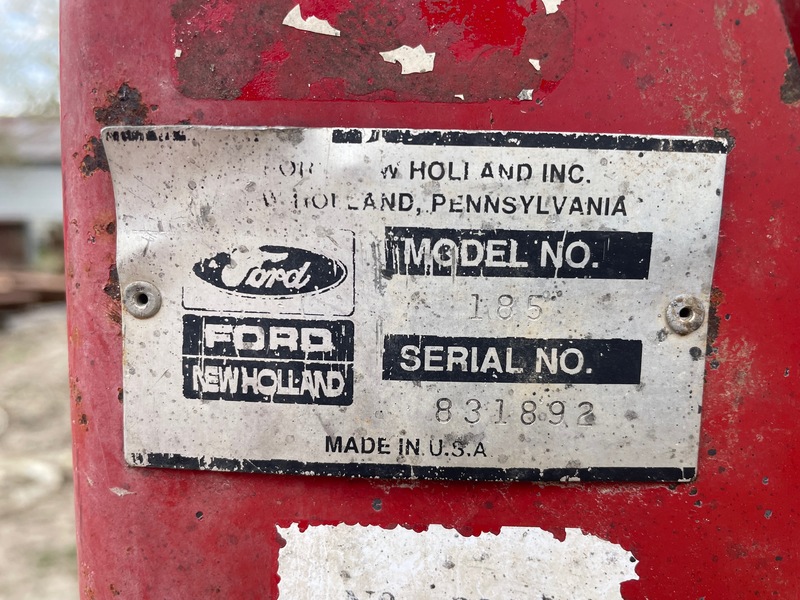 HOLLAND INC.
HOLLAND, PENNSYLVANIA
Ford
FORD
NEW HOLLAND
MODEL NO.
185
SERIAL NO.
831892
MADE IN U.S.A